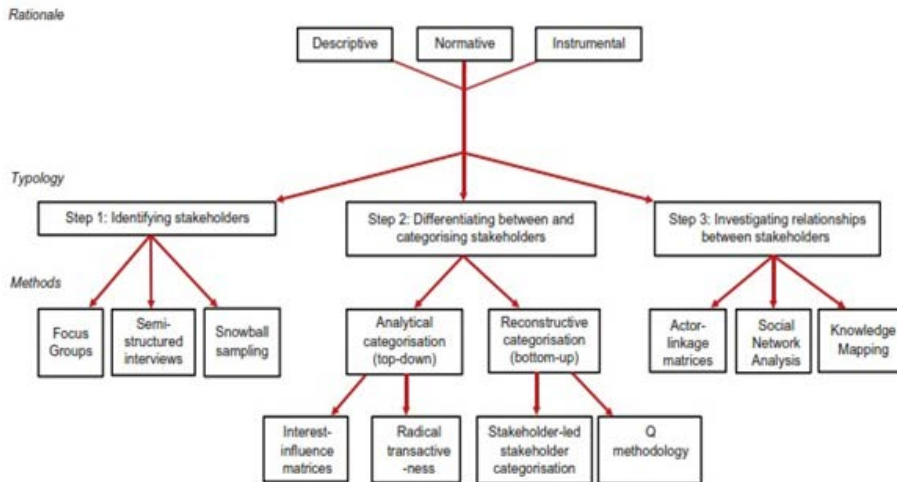 Rationale
Descriptive
Normative
Instrumental
Typology
Step 1: Identifying stakeholders
Step 2: Differentiating between and
categorising stakeholders
Step 3: Investigating relationships
between stakeholders
Methods
Focus
Groups
Semi-
structured
interviews
Snowball
sampling
Analytical
categorisation
(top-down)
Reconstructive
categorisation
(bottom-up)
Actor-
linkage
matrices
Social
Network
Analysis
Knowledge
Mapping
Interest-
influence
matrices
Radical
transactive
-ness
Stakeholder-led
stakeholder
categorisation
Q
methodology